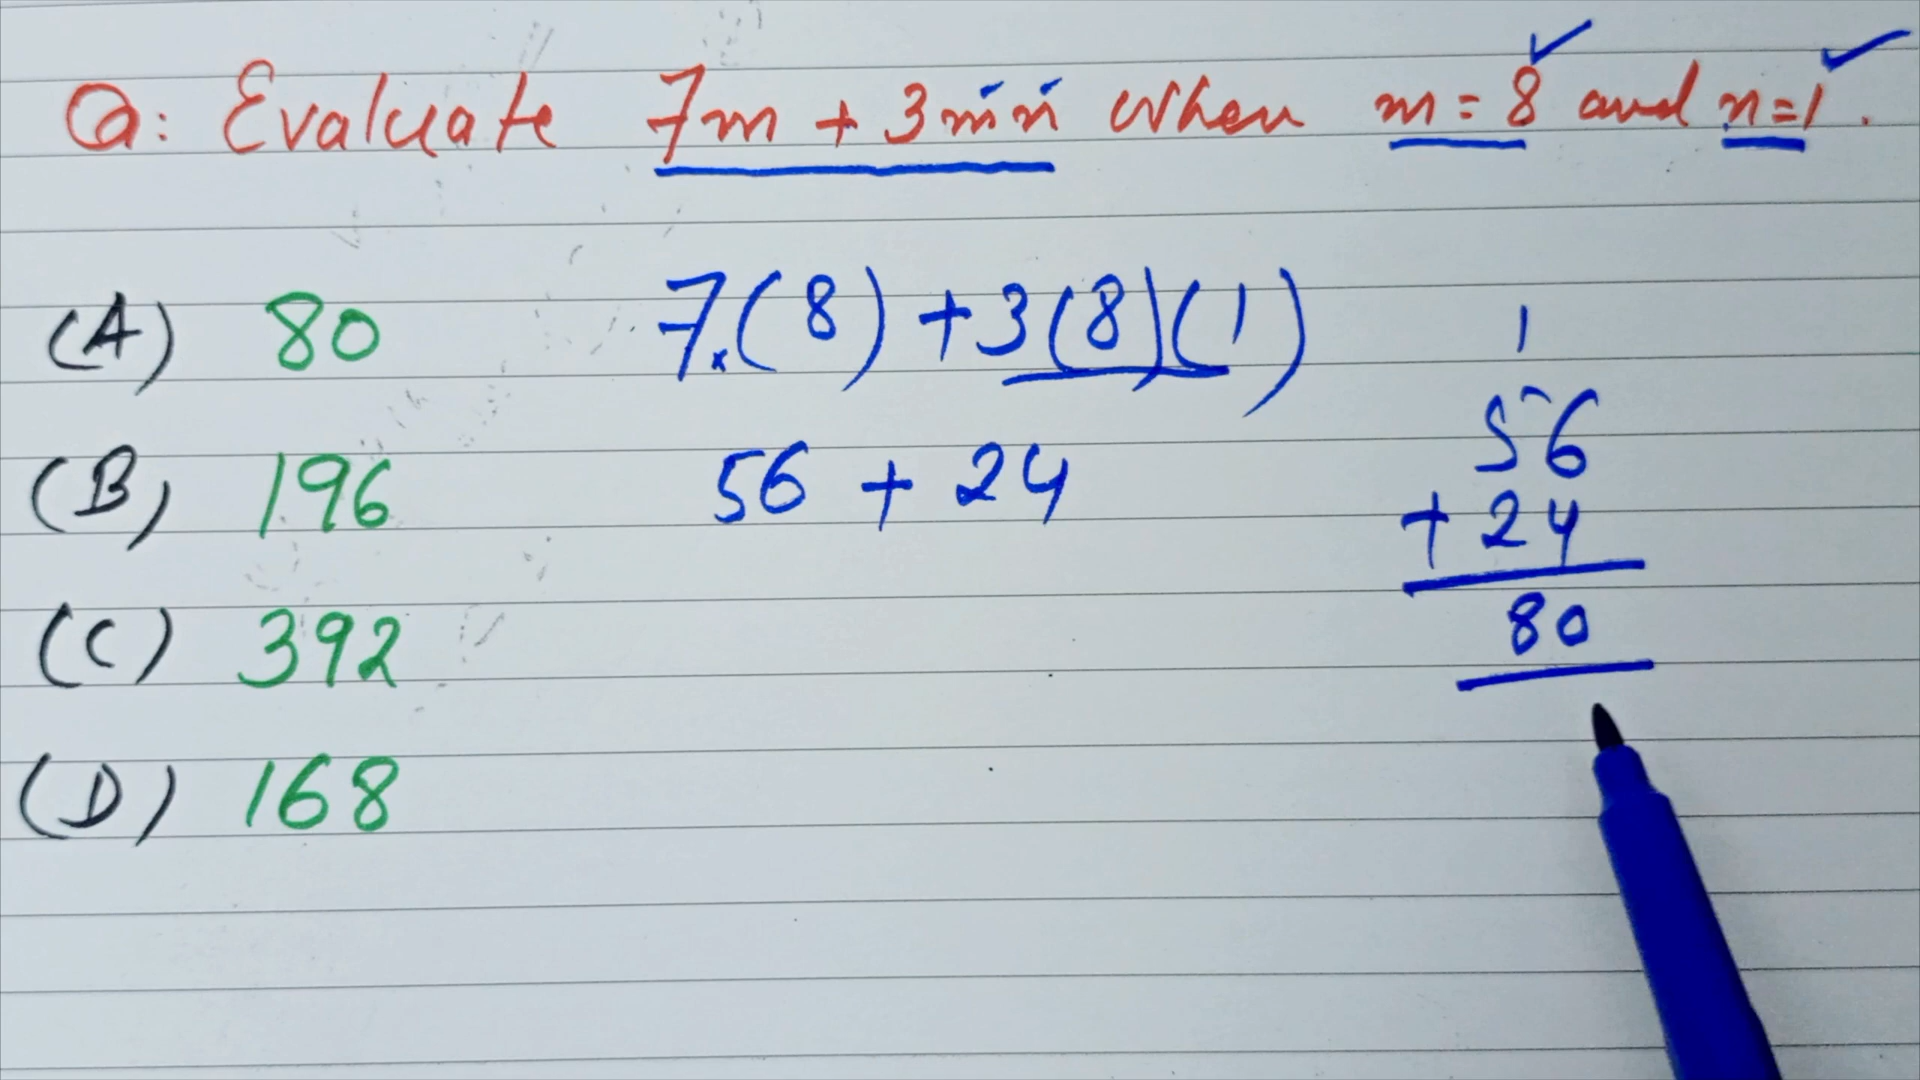 Q: Evaluate 7m + 3mn when m = 8 and n=1.
(A) 80
7.(8) + 3(8)(1)
(B) 196
56 + 24
(C) 392
(D) 168
1
56
+ 24
80